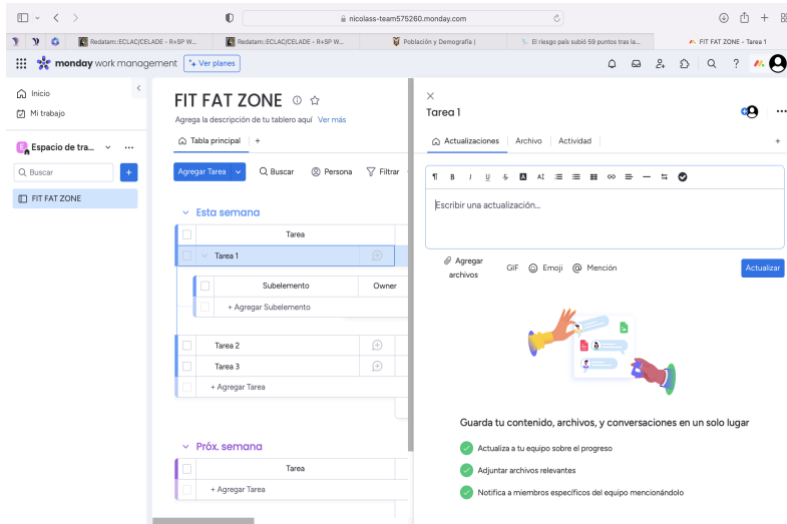 nicolass-team575260.monday.com
Redatam::ECLAC/CELADE - R+SP W...
Redatam::ECLAC/CELADE - R+SP W...
Población y Demografía |
El riesgo país subió 59 puntos tras la...
FIT FAT ZONE - Tarea 1
monday work management
Ver planes
Inicio
Mi trabajo
E
Espacio de tra...
Buscar
+
FIT FAT ZONE
FIT FAT ZONE
Agrega la descripción de tu tablero aquí Ver más
Tabla principal +
Agregar Tarea
Buscar
Persona
Filtrar
Esta semana
Tarea
Tarea 1
Subelemento Owner
+ Agregar Subelemento
Tarea 2
Tarea 3
+ Agregar Tarea
Próx. semana
Tarea
+ Agregar Tarea
Tarea 1
Actualizaciones Archivo Actividad +
B I U S A
Escribir una actualización...
Agregar
archivos
GIF Emoji @ Mención
Actualizar
Guarda tu contenido, archivos, y conversaciones en un solo lugar
Actualiza a tu equipo sobre el progreso
Adjuntar archivos relevantes
Notifica a miembros específicos del equipo mencionándolo